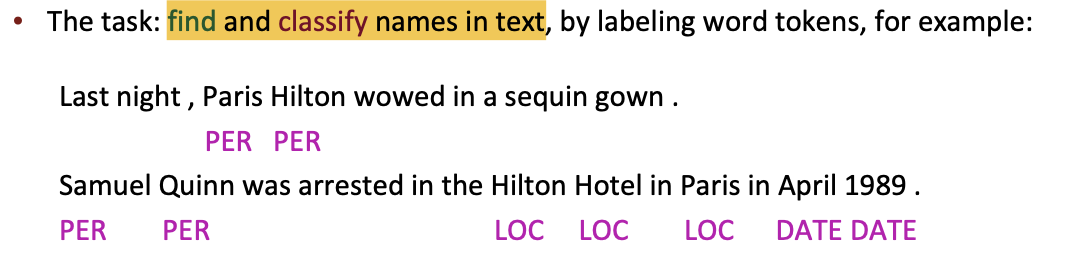 • The task: find and classify names in text, by labeling word tokens, for example:
Last night , Paris Hilton wowed in a sequin gown .
PER PER
Samuel Quinn was arrested in the Hilton Hotel in Paris in April 1989 .
PER PER LOC LOC LOC DATE DATE